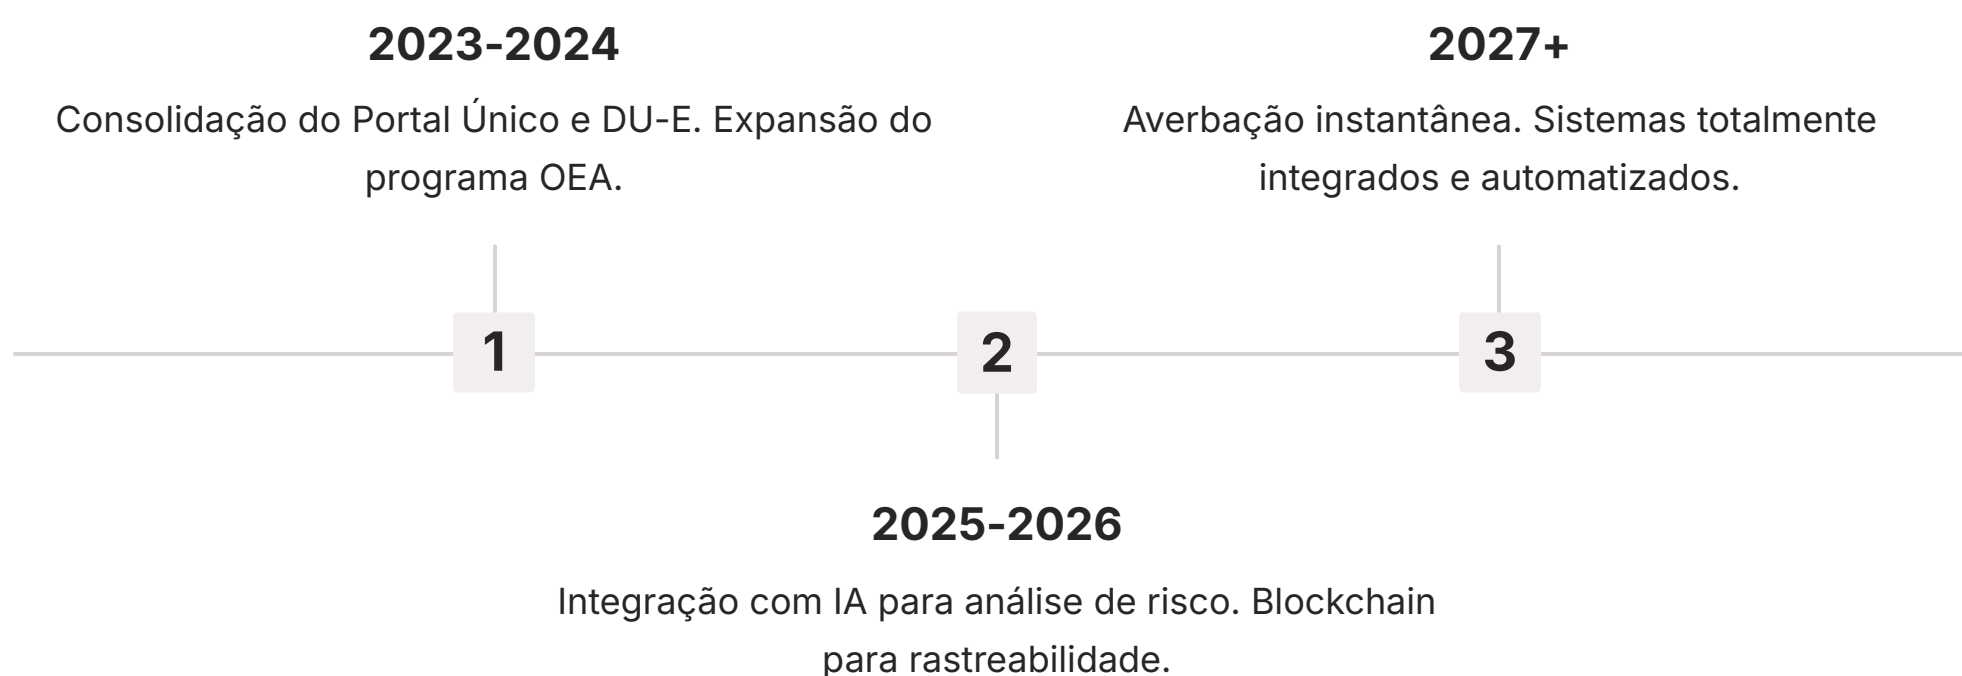 2023-2024
Consolidação do Portal Único e DU-E. Expansão do
programa OEA.
2027+
Averbação instantânea. Sistemas totalmente
integrados e automatizados.
1
2
3
2025-2026
Integração com IA para análise de risco. Blockchain
para rastreabilidade.